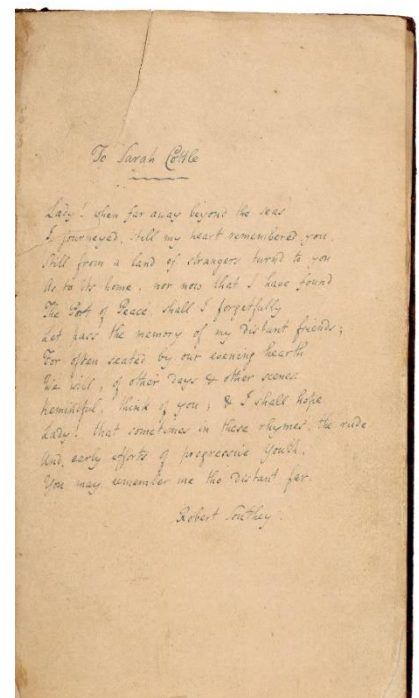 To Sarah Cottle
Lady! when far away beyond the seas
I journeyed, still my heart remembered you,
Still from a land of strangers turnd to you
As to its home. nor now that I have found
The Port of Peace, shall I forgetfully
Let pass the memory of my distant friends;
For often seated by our evening hearth
We will, of other days & other scenes
Remindful, think of you; & I shall hope
Lady! that sometimes in these rhymes, the rude
And, early efforts of progressive Youth,
You may remember me tho distant far.
Robert Southey.